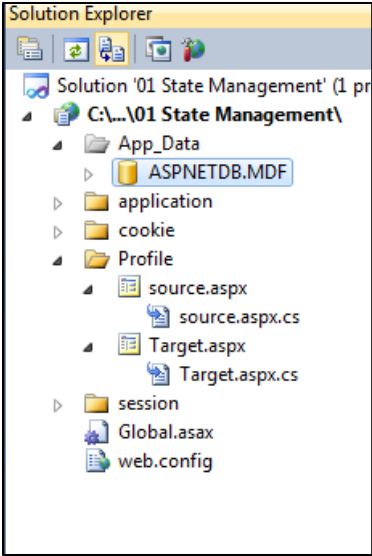 Solution Explorer
Solution '01 State Management' (1 pr
C:\...\01 State Management\
App_Data
ASPNETDB.MDF
application
cookie
Profile
source.aspx
source.aspx.cs
Target.aspx
Target.aspx.cs
session
Global.asax
web.config